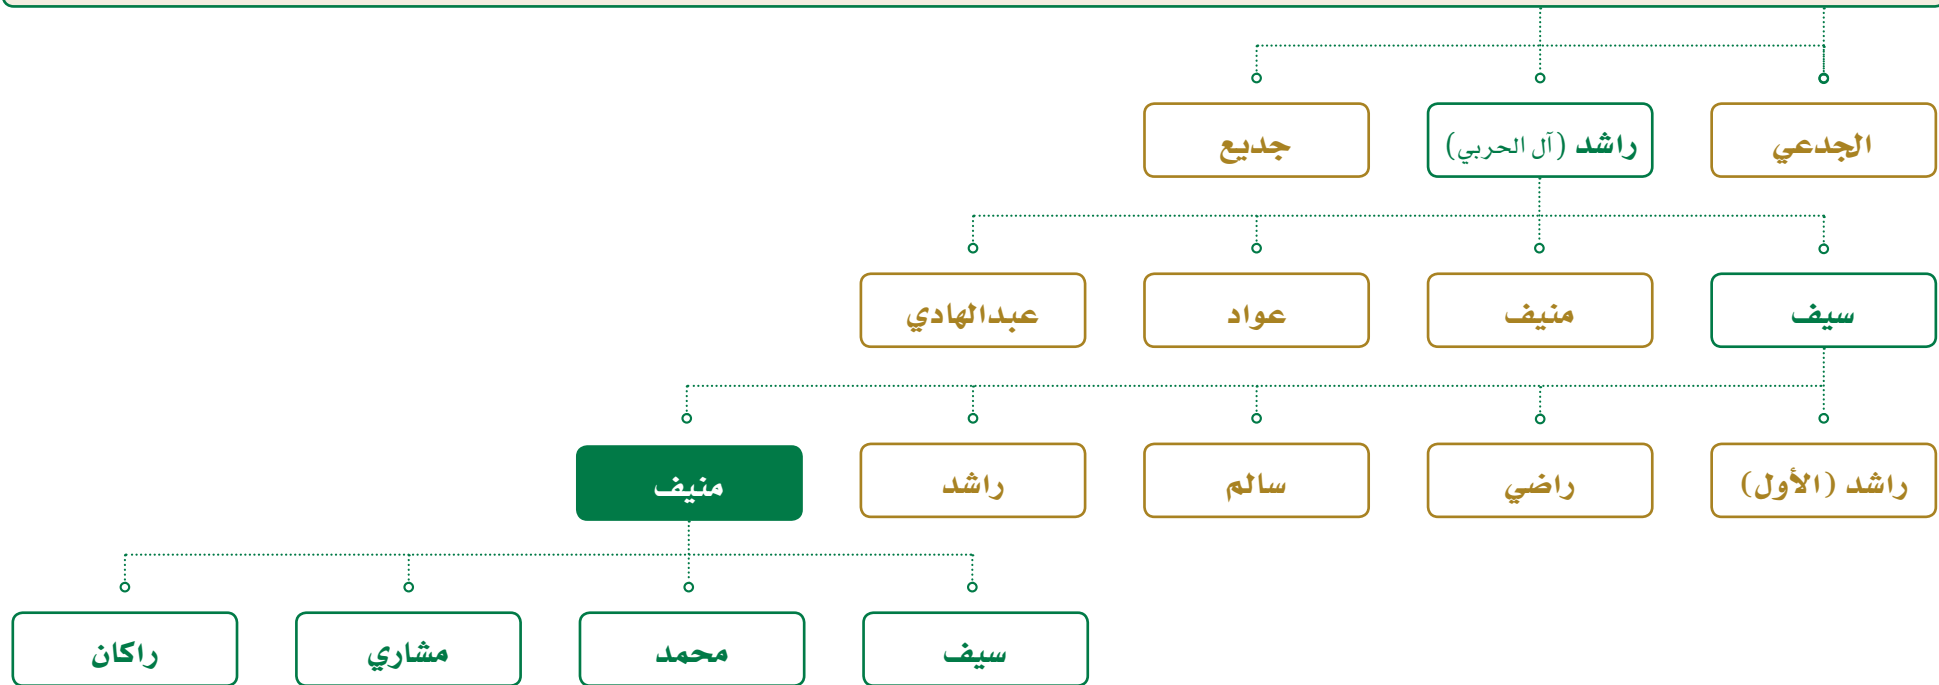 الجدعي
راشد (آل الحربي)
جديع
سيف
منيف
عواد
عبدالهادي
راشد (الأول)
راضي
سالم
راشد
منيف
سيف
محمد
مشاري
راكان